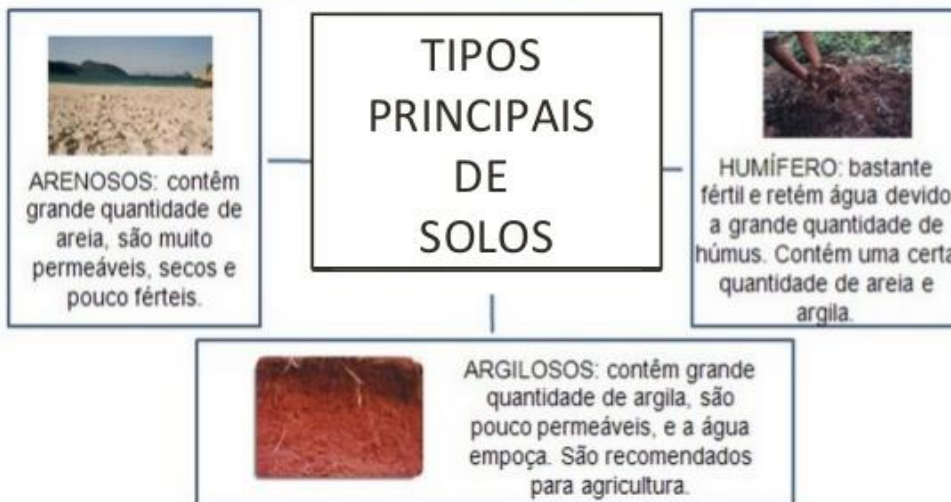 TIPOS
PRINCIPAIS
DE
SOLOS
ARENOSOS: contêm
grande quantidade de
areia, são muito
permeáveis, secos e
pouco férteis.
HUMÍFERO: bastante
fértil e retém água devido
a grande quantidade de
húmus. Contém uma certa
quantidade de areia e
argila.
ARGILOSOS: contêm grande
quantidade de argila, são
pouco permeáveis, e a água
empoça. São recomendados
para agricultura.